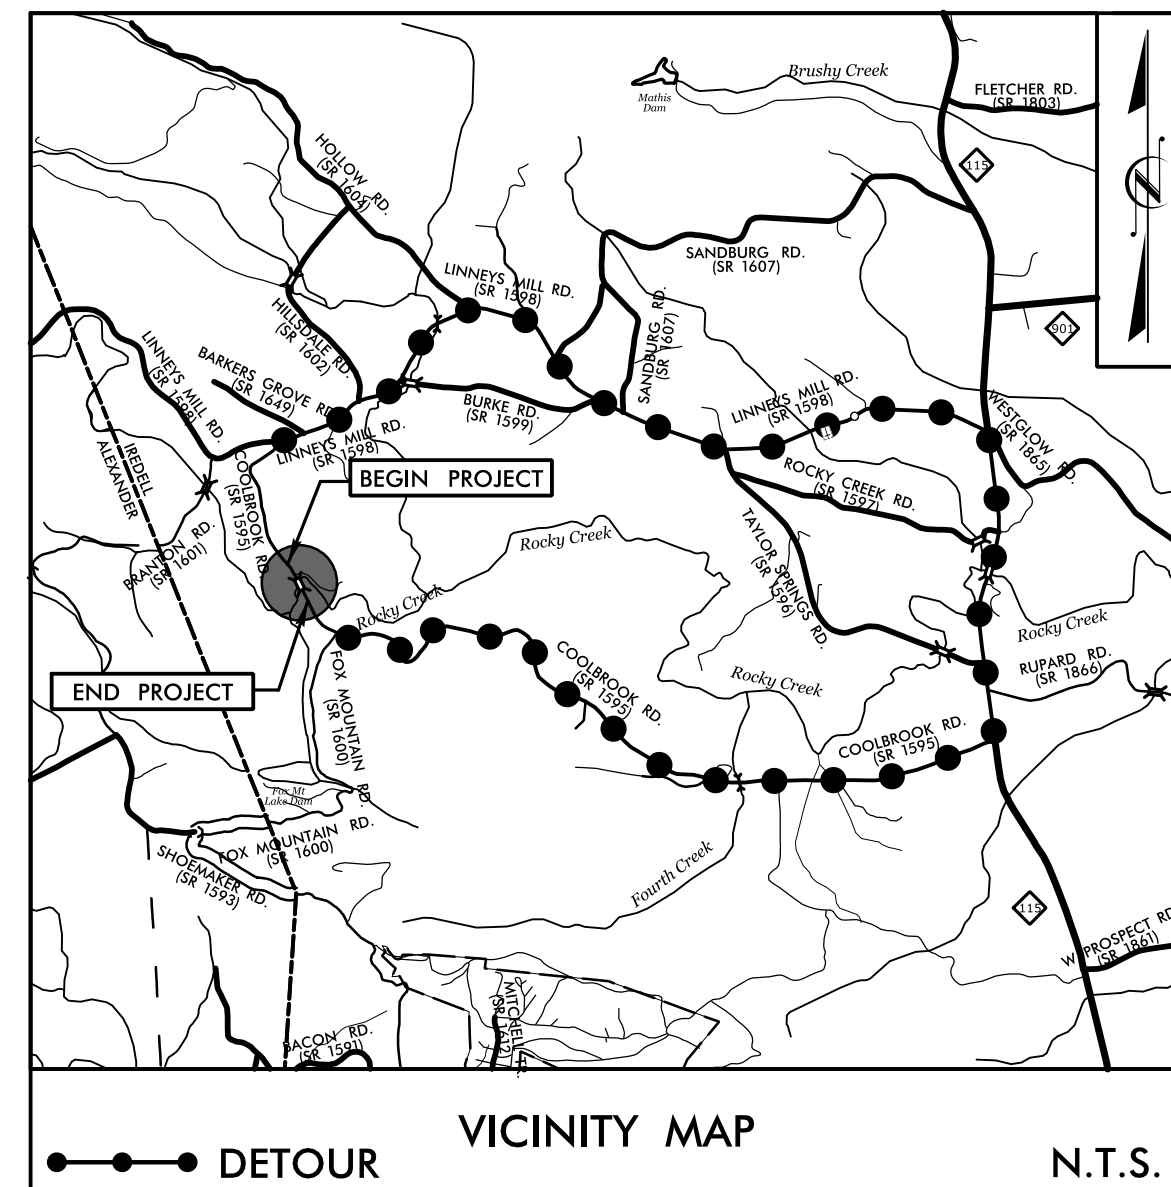 Brushy Creek
FLETCHER RD.
(SR 1803)
Mathis
Dam
115
HOLLOW RD.
(SR 1604)
SANDBURG RD.
(SR 1607)
LINNEYS MILL RD.
(SR 1598)
HILLSDALE RD.
(SR 1602)
SANDBURG RD.
(SR 1607)
901
LINNEYS MILL RD.
(SR 1598)
BARKERS GROVE RD.
(SR 1649)
BURKE RD.
(SR 1599)
LINNEYS MILL RD.
(SR 1598)
WESTGLOW RD.
(SR 1865)
LINNEYS MILL RD.
(SR 1598)
IREDELL
ALEXANDER
COOLBROOK RD.
(SR 1595)
BEGIN PROJECT
ROCKY CREEK RD.
(SR 1597)
BRANTON RD.
(SR 1601)
Rocky Creek
TAYLOR SPRINGS RD.
(SR 1596)
Rocky Creek
Rocky Creek
RUPARD RD.
(SR 1866)
END PROJECT
FOX MOUNTAIN RD.
(SR 1600)
COOLBROOK RD.
(SR 1595)
Rocky Creek
COOLBROOK RD.
(SR 1595)
Fox Mt
Lake Dam
FOX MOUNTAIN RD.
(SR 1600)
SHOEMAKER RD.
(SR 1593)
Fourth Creek
115
W. PROSPECT RD
(SR 1861)
MITCHELL
(SR 1612)
BACON RD.
(SR 1591)
VICINITY MAP
DETOUR
N.T.S.